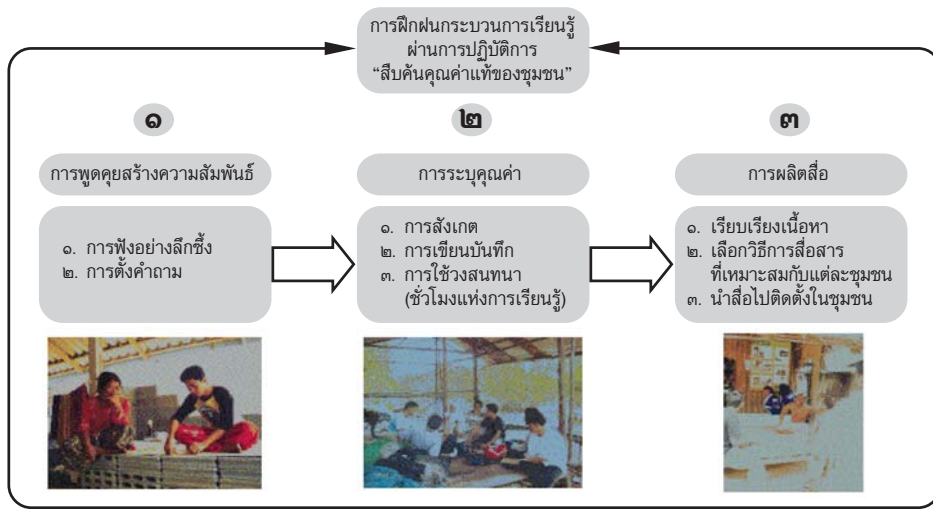 การฝึกฝนกระบวนการเรียนรู้
ผ่านการปฏิบัติการ
“สืบค้นคุณค่าแท้ของชุมชน”
๑
การพูดคุยสร้างความสัมพันธ์
๑. การฟังอย่างลึกซึ้ง
๒. การตั้งคำถาม
๒
การระบุคุณค่า
๑. การสังเกต
๒. การเขียนบันทึก
๓. การใช้วงสนทนา
(ชั่วโมงแห่งการเรียนรู้)
๓
การผลิตสื่อ
๑. เรียบเรียงเนื้อหา
๒. เลือกวิธีการสื่อสาร
ที่เหมาะสมกับแต่ละชุมชน
๓. นำสื่อไปติดตั้งในชุมชน